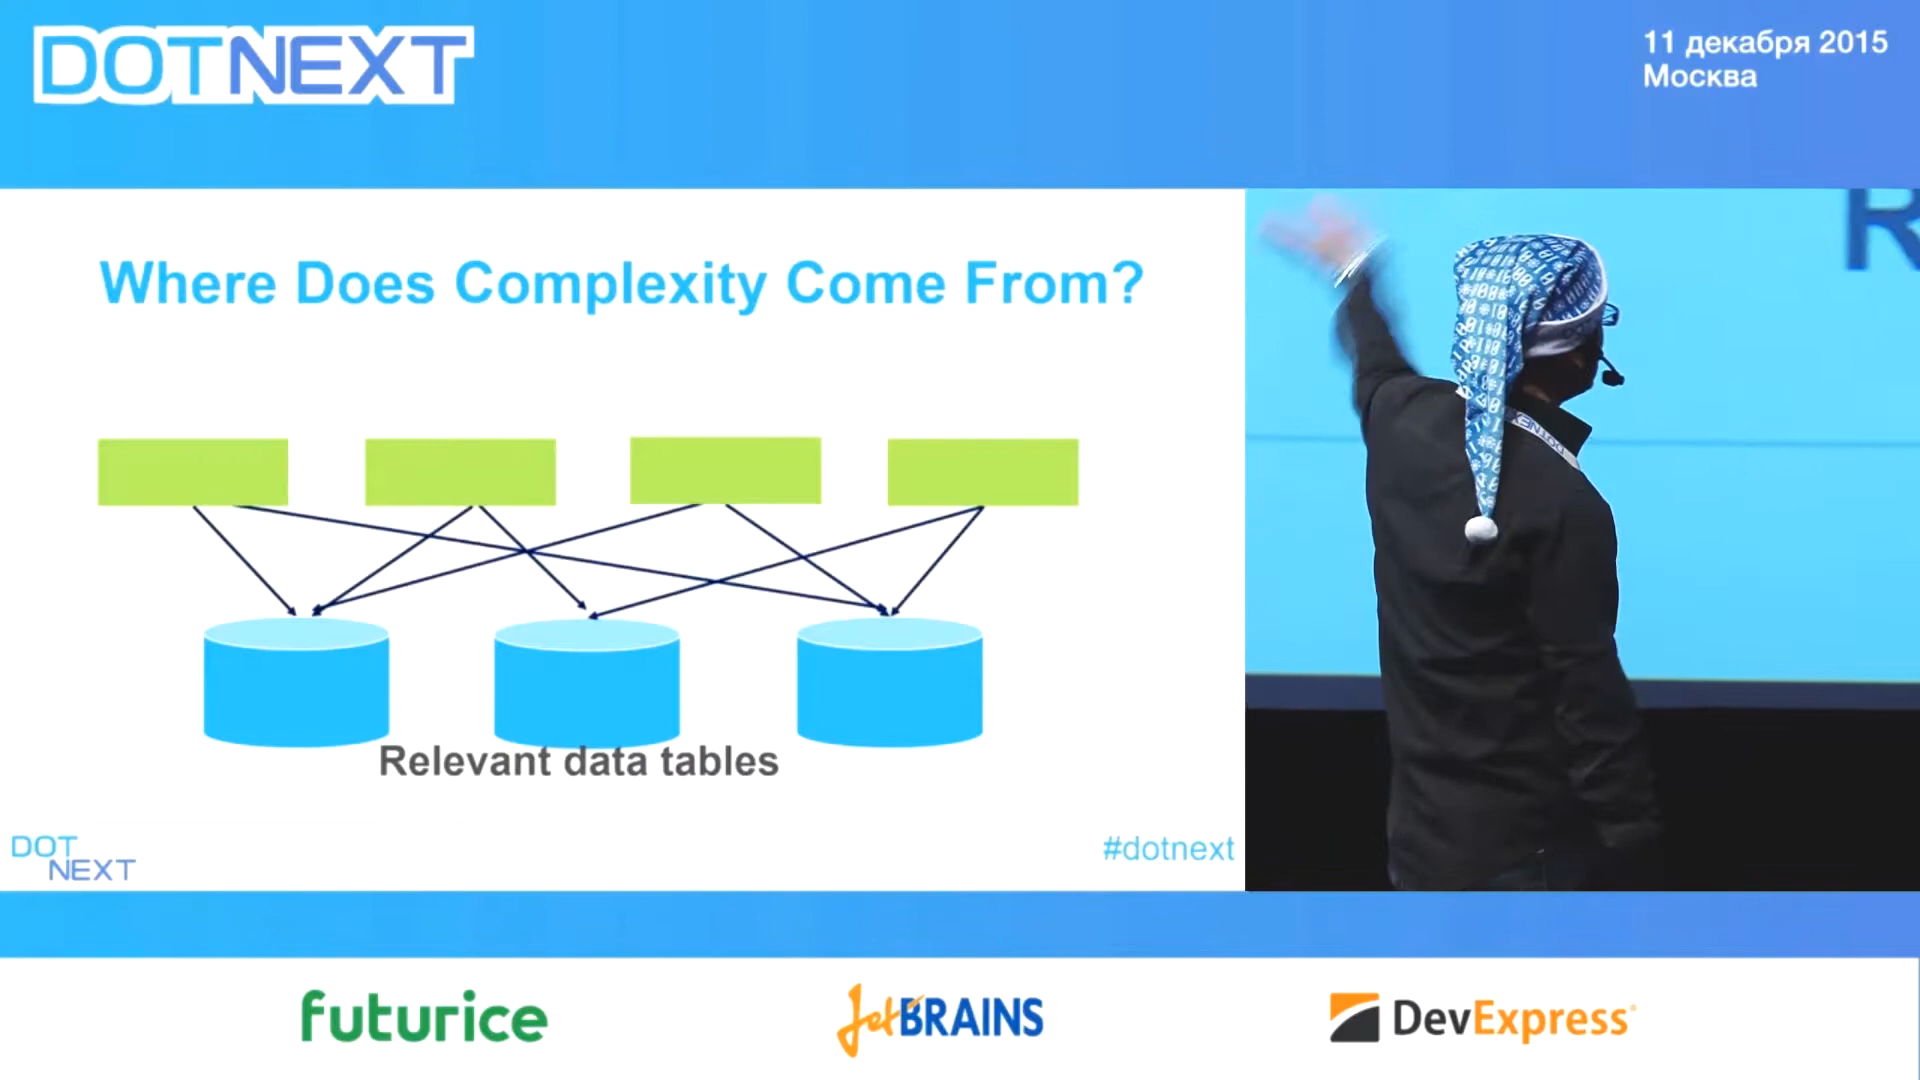 DOTNEXT
11 декабря 2015
Москва
Where Does Complexity Come From?
Relevant data tables
DOT
NEXT
#dotnext
R
DOTNEXT
futurice
JetBRAINS
DevExpress